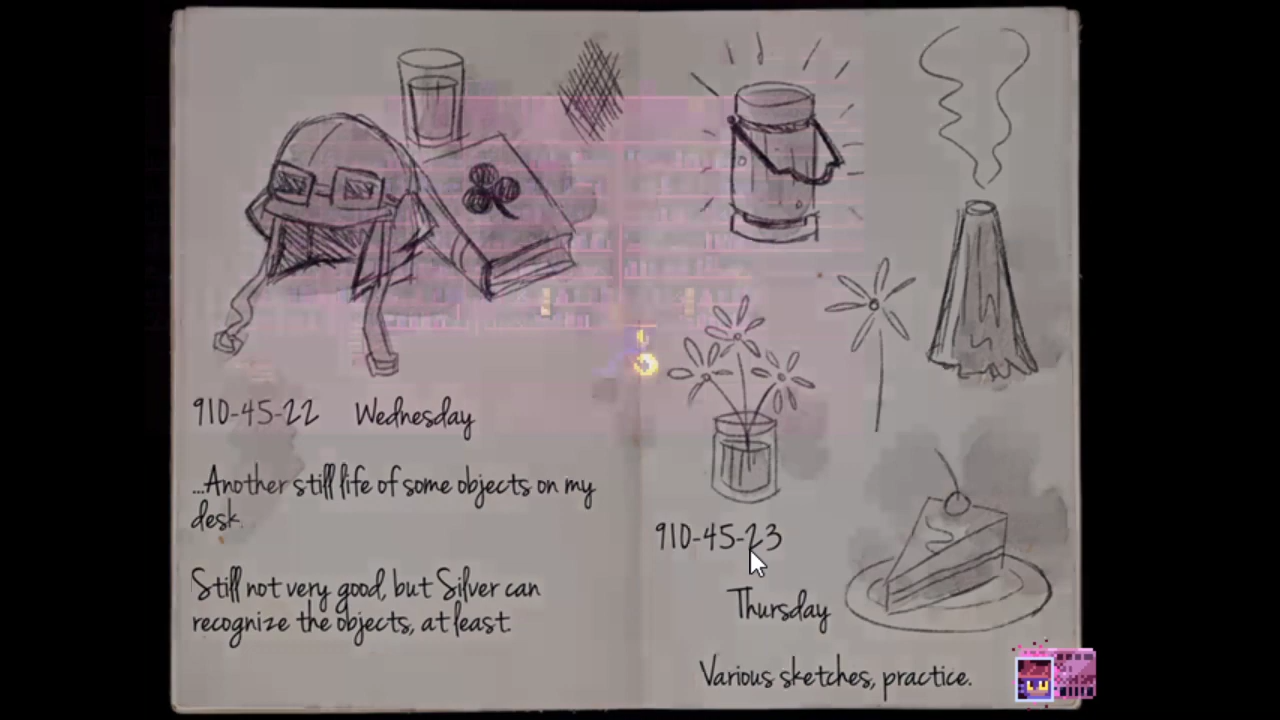 910-45-22 Wednesday
...Another still life of some objects on my
desk.
Still not very good, but Silver can
recognize the objects, at least.
910-45-23
Thursday
Various sketches, practice.